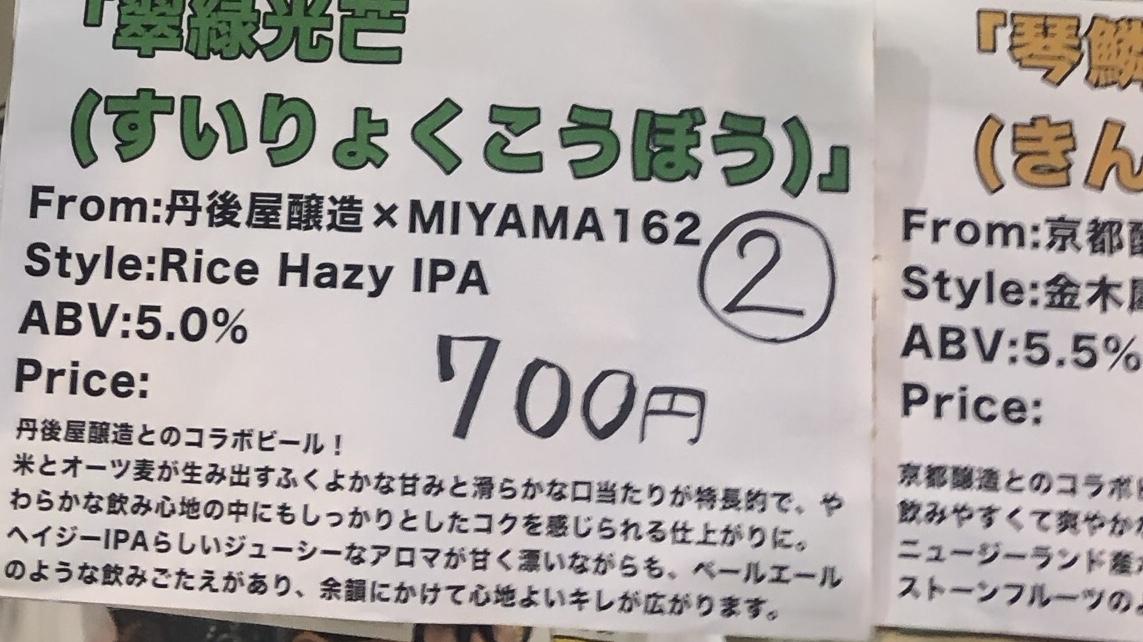 「翠緑光芒
(すいりょくこうぼう)」
From:丹後屋醸造×MIYAMA162
②
Style:Rice Hazy IPA
ABV:5.0%
Price:
700円
丹後屋醸造とのコラボビール！
米とオーツ麦が生み出すふくよかな甘みと滑らかな口当たりが特長的で、や
わらかな飲み心地の中にもしっかりとしたコクを感じられる仕上がりに。
ヘイジーIPAらしいジューシーなアロマが甘く漂いながらも、ペールエール
のような飲みごたえがあり、余韻にかけて心地よいキレが広がります。
「琴鱗
(きん
From:京都醸
Style:金木
ABV:5.5%
Price:
京都醸造とのコラボ
飲みやすくて爽やか
ニュージーランド産
ストーンフルーツの